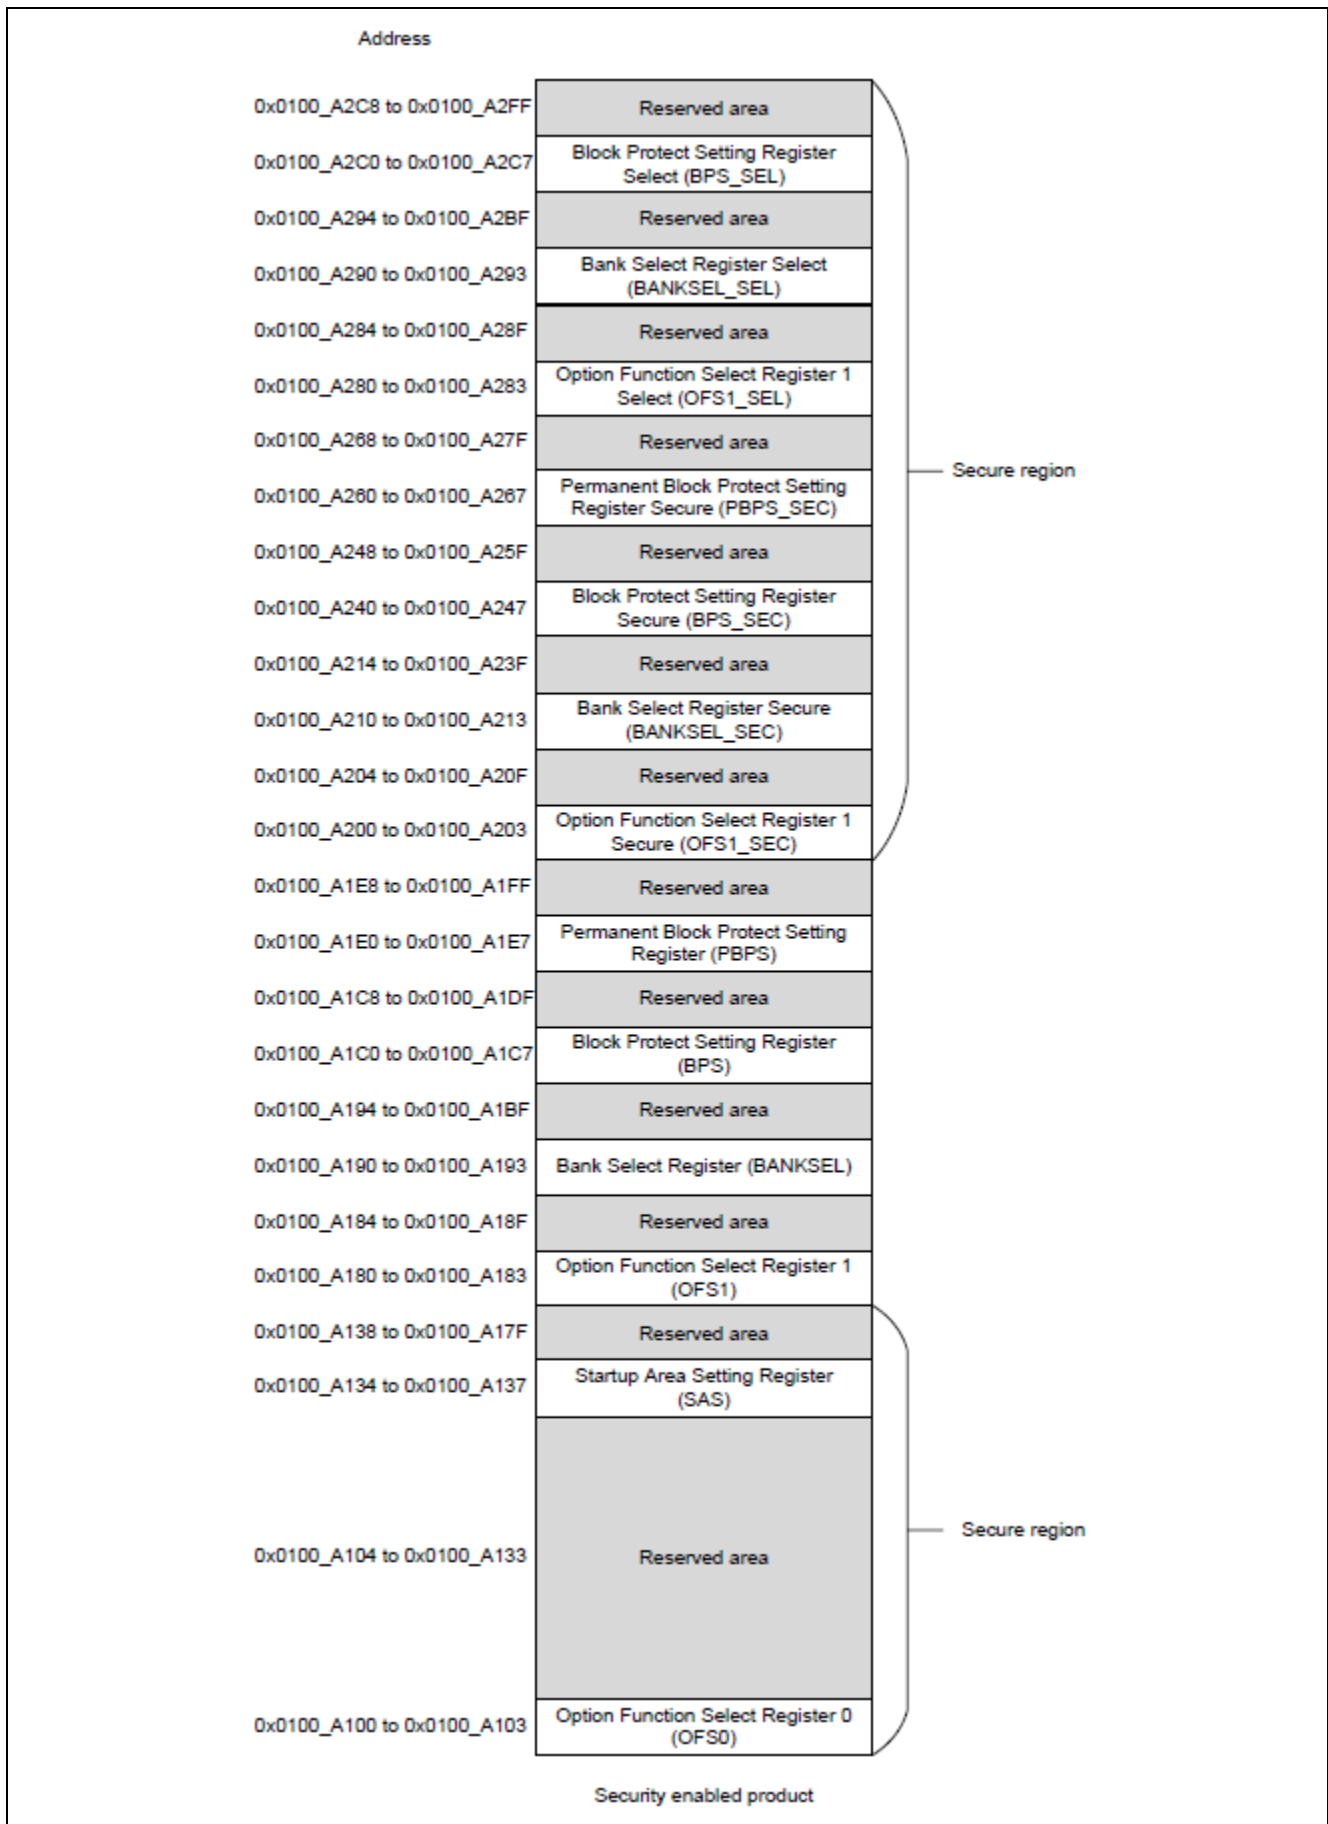 Address
0x0100_A2C8 to 0x0100_A2FF
Reserved area
0x0100_A2C0 to 0x0100_A2C7
Block Protect Setting Register
Select (BPS_SEL)
0x0100_A294 to 0x0100_A2BF
Reserved area
0x0100_A290 to 0x0100_A293
Bank Select Register Select
(BANKSEL_SEL)
0x0100_A284 to 0x0100_A28F
Reserved area
0x0100_A280 to 0x0100_A283
Option Function Select Register 1
Select (OFS1_SEL)
0x0100_A268 to 0x0100_A27F
Reserved area
Secure region
0x0100_A260 to 0x0100_A267
Permanent Block Protect Setting
Register Secure (PBPS_SEC)
0x0100_A248 to 0x0100_A25F
Reserved area
0x0100_A240 to 0x0100_A247
Block Protect Setting Register
Secure (BPS_SEC)
0x0100_A214 to 0x0100_A23F
Reserved area
0x0100_A210 to 0x0100_A213
Bank Select Register Secure
(BANKSEL_SEC)
0x0100_A204 to 0x0100_A20F
Reserved area
0x0100_A200 to 0x0100_A203
Option Function Select Register 1
Secure (OFS1_SEC)
0x0100_A1E8 to 0x0100_A1FF
Reserved area
0x0100_A1E0 to 0x0100_A1E7
Permanent Block Protect Setting
Register (PBPS)
0x0100_A1C8 to 0x0100_A1DF
Reserved area
0x0100_A1C0 to 0x0100_A1C7
Block Protect Setting Register
(BPS)
0x0100_A194 to 0x0100_A1BF
Reserved area
0x0100_A190 to 0x0100_A193
Bank Select Register (BANKSEL)
0x0100_A184 to 0x0100_A18F
Reserved area
0x0100_A180 to 0x0100_A183
Option Function Select Register 1
(OFS1)
0x0100_A138 to 0x0100_A17F
Reserved area
0x0100_A134 to 0x0100_A137
Startup Area Setting Register
(SAS)
Secure region
0x0100_A104 to 0x0100_A133
Reserved area
0x0100_A100 to 0x0100_A103
Option Function Select Register 0
(OFS0)
Security enabled product